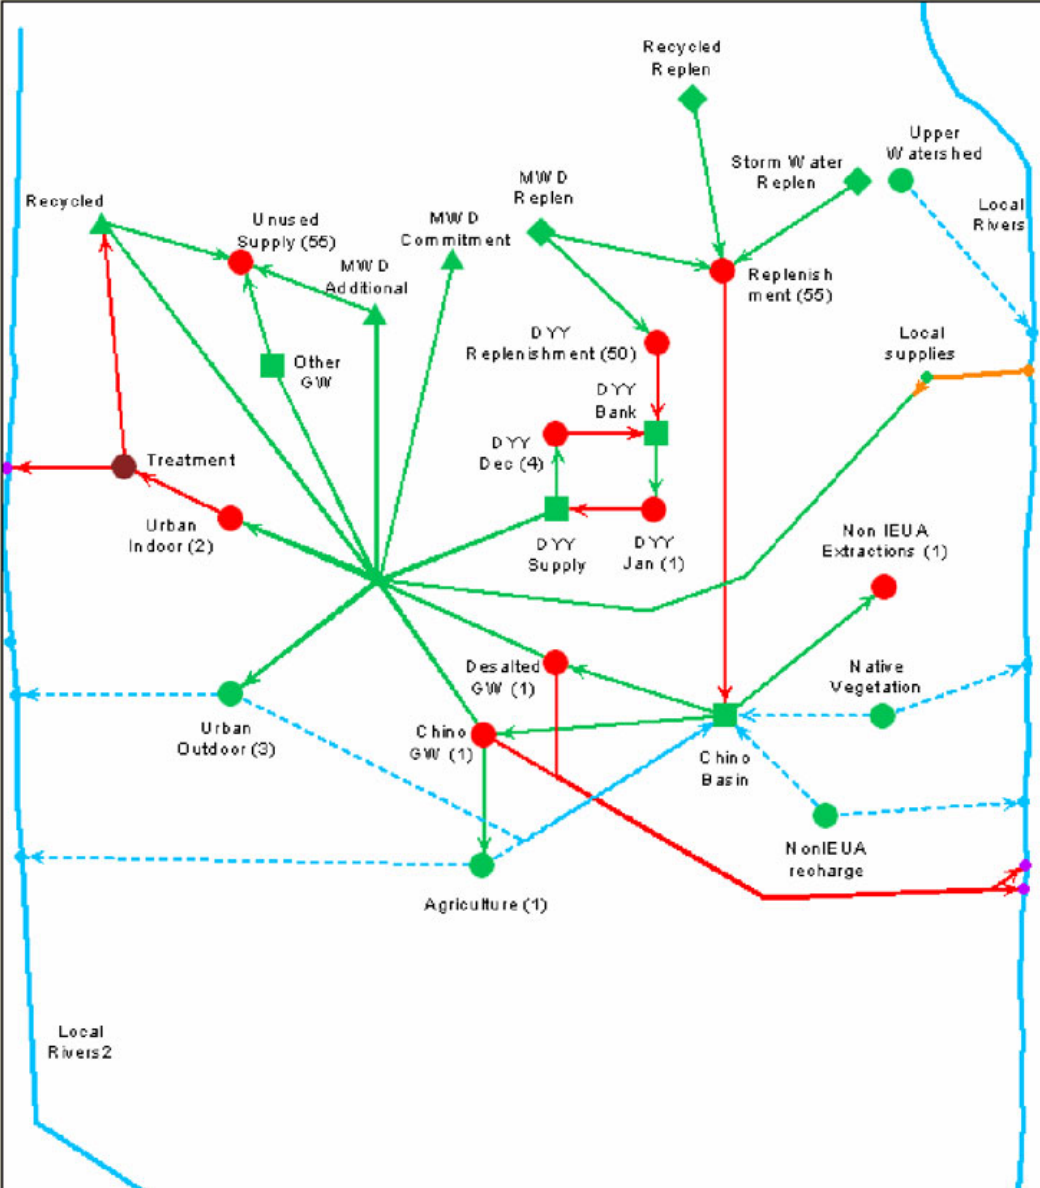 Recycled
Replen
Upper
Watershed
Storm Water
Replen
MWD
Replen
Recycled
Unused
Supply (55)
MWD
Commitment
Local
Rivers
MWD
Additional
Replenish
ment (55)
DYY
Replenishment (50)
Local
supplies
Other
GW
DYY
Bank
DYY
Dec (4)
Treatment
Urban
Indoor (2)
DYY
Supply
DYY
Jan (1)
Non IEUA
Extractions (1)
Desalted
GW (1)
Native
Vegetation
Urban
Outdoor (3)
Chino
GW (1)
Chino
Basin
NonIEUA
recharge
Agriculture (1)
Local
Rivers2